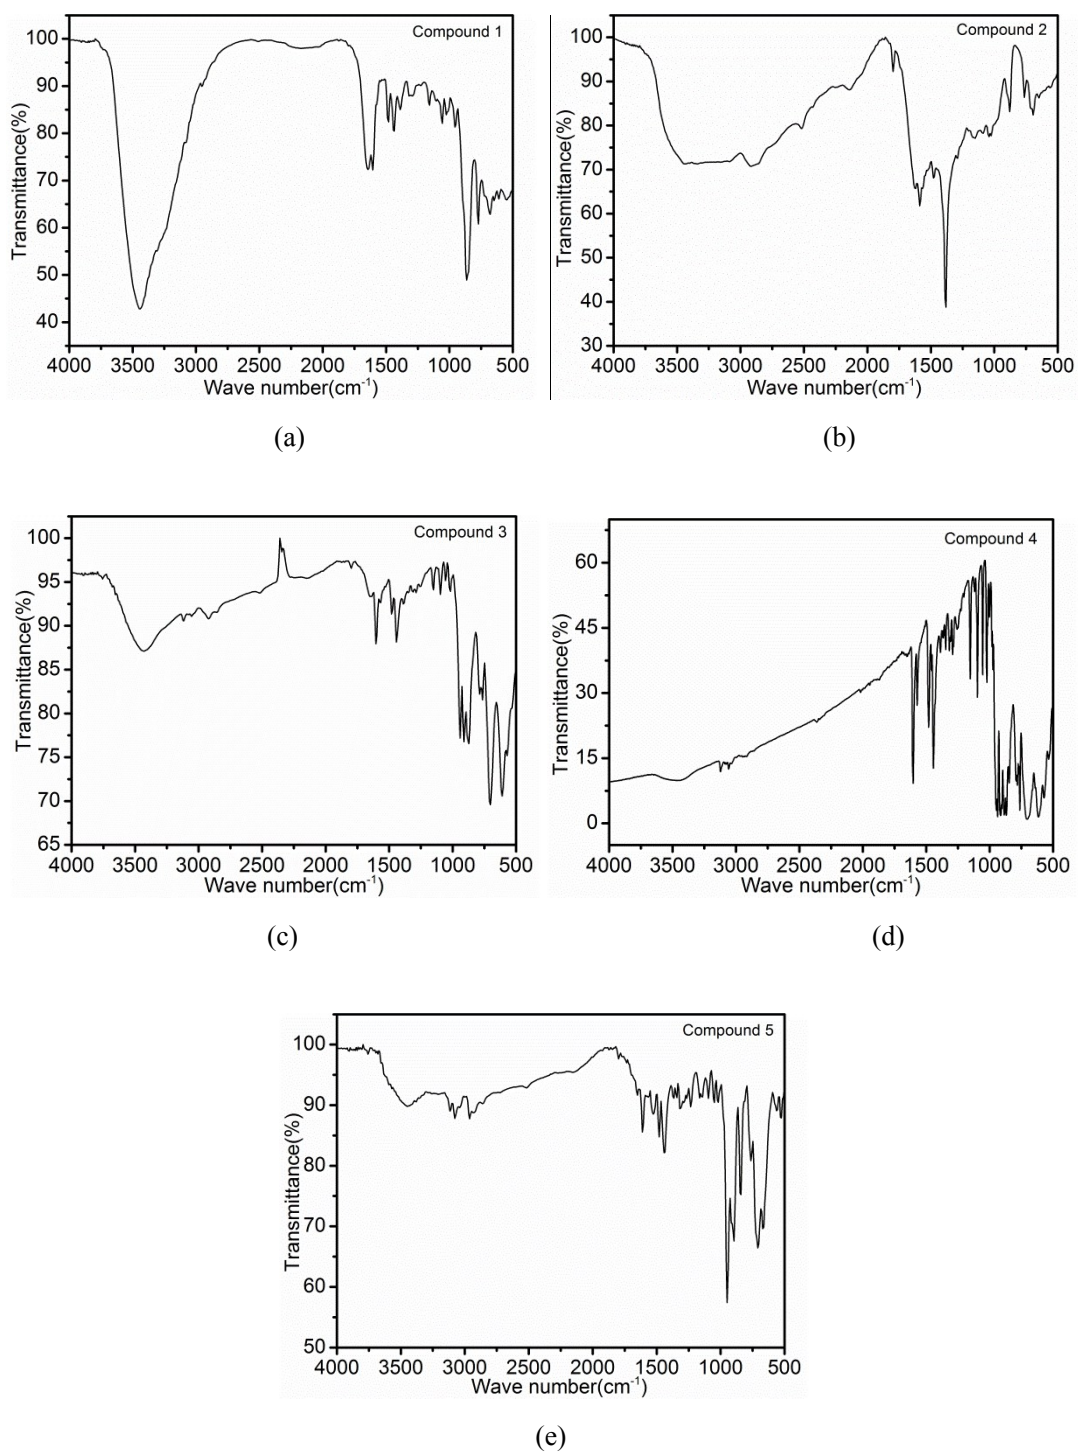 Compound 1
100
90
80
70
60
50
40
Transmittance(%)
4000 3500 3000 2500 2000 1500 1000 500
Wave number(cm-1)
(a)
Compound 2
100
90
80
70
60
50
40
30
Transmittance(%)
4000 3500 3000 2500 2000 1500 1000 500
Wave number(cm-1)
(b)
Compound 3
100
95
90
85
80
75
70
65
Transmittance(%)
4000 3500 3000 2500 2000 1500 1000 500
Wave number(cm-1)
(c)
Compound 4
60
45
30
15
0
Transmittance(%)
4000 3500 3000 2500 2000 1500 1000 500
Wave number(cm-1)
(d)
Compound 5
100
90
80
70
60
50
Transmittance(%)
4000 3500 3000 2500 2000 1500 1000 500
Wave number(cm-1)
(e)